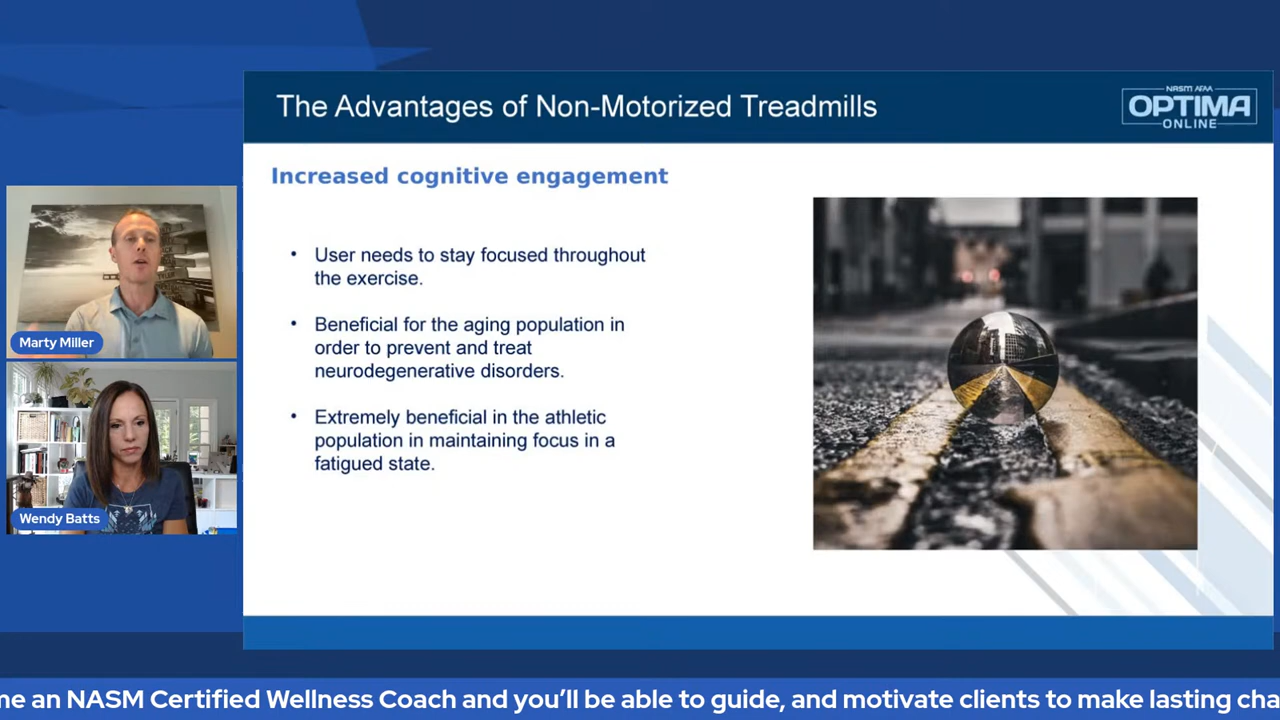 The Advantages of Non-Motorized Treadmills
NASM AFAA
OPTIMA
ONLINE
Increased cognitive engagement
• User needs to stay focused throughout
the exercise.
• Beneficial for the aging population in
order to prevent and treat
neurodegenerative disorders.
• Extremely beneficial in the athletic
population in maintaining focus in a
fatigued state.
Marty Miller
Wendy Batts
me an NASM Certified Wellness Coach and you’ll be able to guide, and motivate clients to make lasting cha